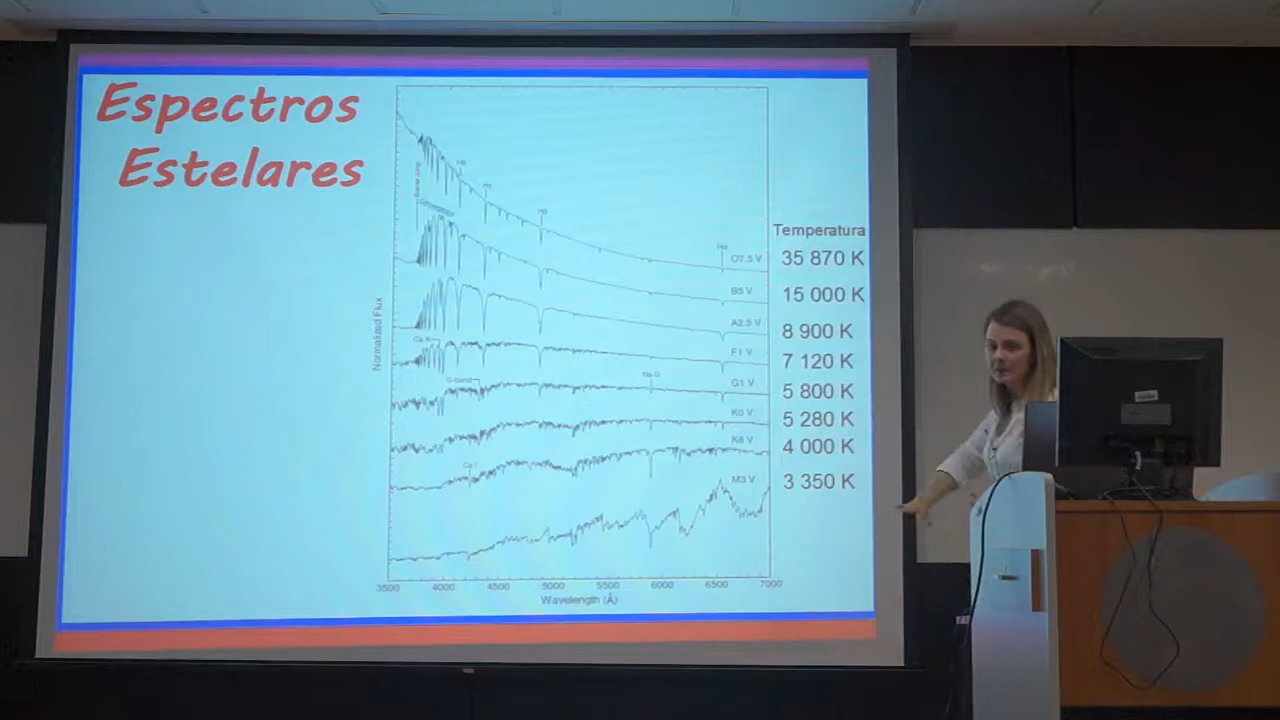 Espectros
Estelares
Temperatura
O7.5 V 35 870 K
B5 V 15 000 K
A2.5 V 8 900 K
F1 V 7 120 K
G1 V 5 800 K
K0 V 5 280 K
4 000 K
M3 V 3 350 K
G-band
Na D
Normalized Flux
3500 4000 4500 5000 5500 6000 6500 7000
Wavelength (Å)